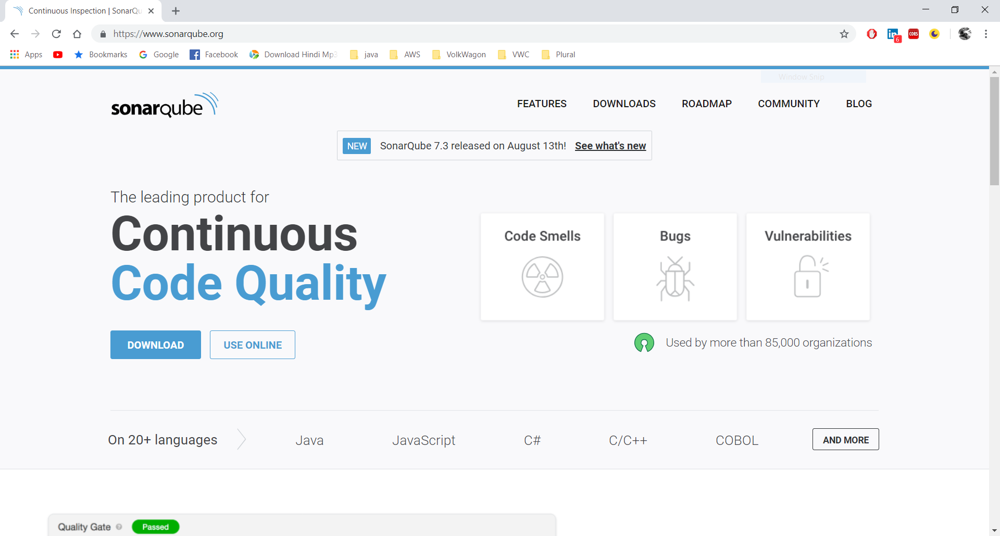 Continuous Inspection | SonarQu
https://www.sonarqube.org
6
CORS
Apps
Bookmarks
Google
Facebook
Download Hindi Mp3
java
AWS
VolkWagon
VWC
Plural
Window Snip
sonarqube
FEATURES
DOWNLOADS
ROADMAP
COMMUNITY
BLOG
NEW SonarQube 7.3 released on August 13th! See what's new
The leading product for
Continuous
Code Quality
Code Smells
Bugs
Vulnerabilities
DOWNLOAD
USE ONLINE
Used by more than 85,000 organizations
On 20+ languages
Java
JavaScript
C#
C/C++
COBOL
AND MORE
Quality Gate ? Passed